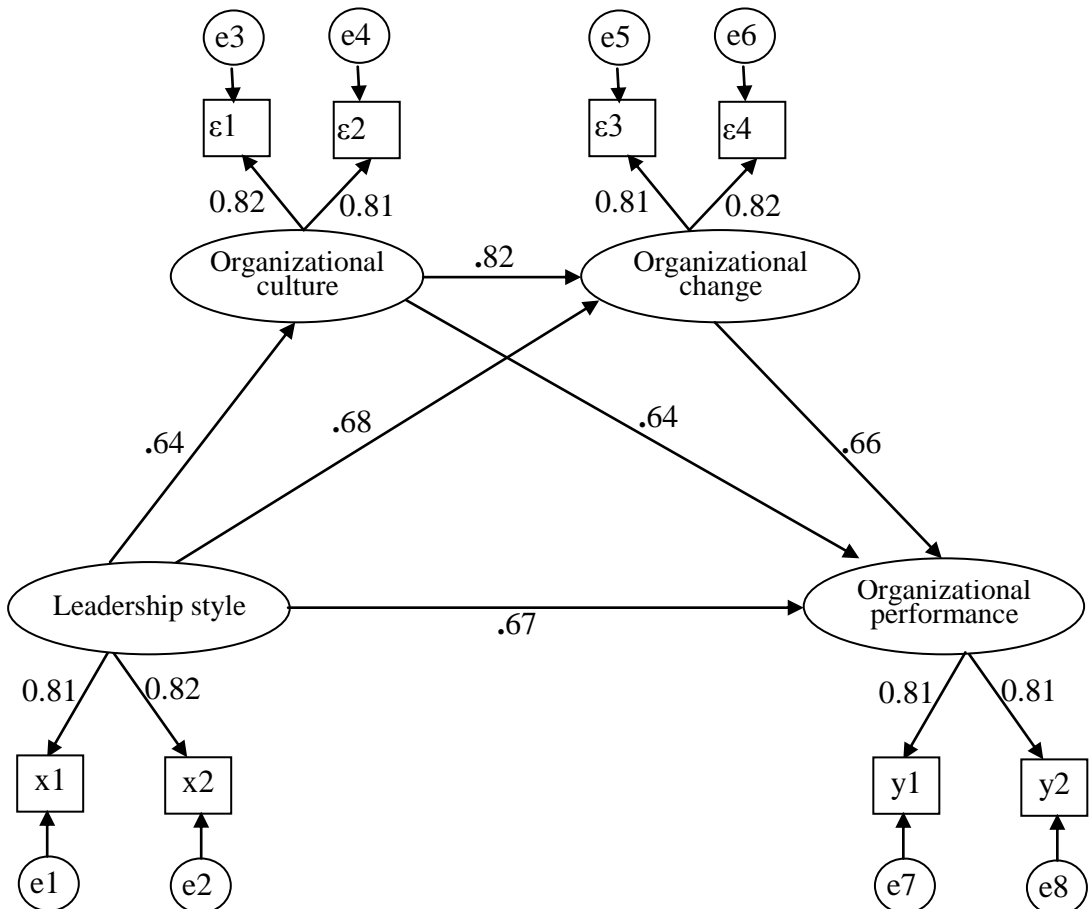 e3
e4
e5
e6
ε1
ε2
ε3
ε4
0.82
0.81
0.81
0.82
Organizational
culture
.82
Organizational
change
.64
.68
.64
.66
Leadership style
.67
Organizational
performance
0.81
0.82
0.81
0.81
x1
x2
y1
y2
e1
e2
e7
e8